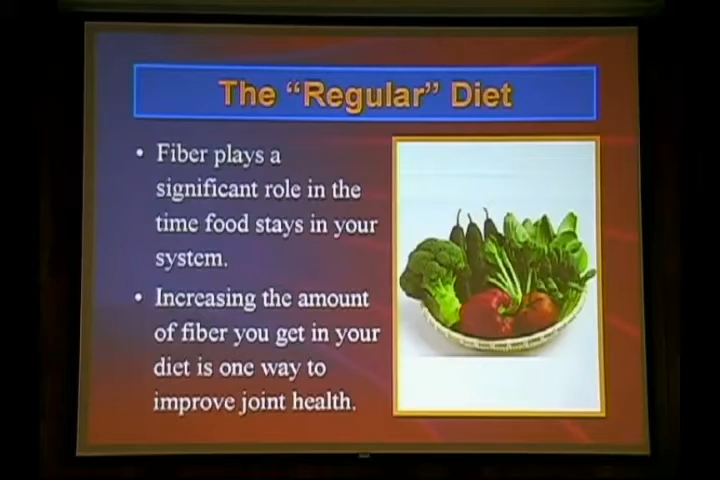 The “Regular” Diet
• Fiber plays a
significant role in the
time food stays in your
system.
• Increasing the amount
of fiber you get in your
diet is one way to
improve joint health.